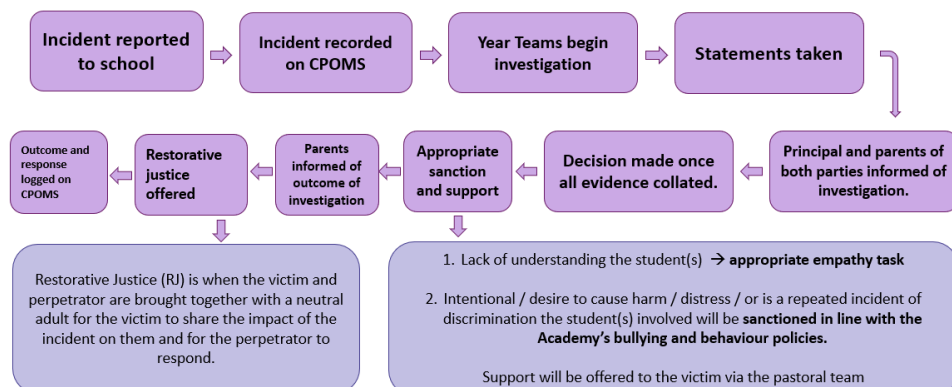 Incident reported
to school
Incident recorded
on CPOMS
Year Teams begin
investigation
Statements taken
Principal and parents of
both parties informed of
investigation.
Decision made once
all evidence collated.
Appropriate
sanction
and support
Parents
informed of
outcome of
investigation
Restorative
justice
offered
Outcome and
response
logged on
CPOMS
Restorative Justice (RJ) is when the victim and
perpetrator are brought together with a neutral
adult for the victim to share the impact of the
incident on them and for the perpetrator to
respond.
1. Lack of understanding the student(s) → appropriate empathy task
2. Intentional / desire to cause harm / distress / or is a repeated incident of
discrimination the student(s) involved will be sanctioned in line with the
Academy's bullying and behaviour policies.
Support will be offered to the victim via the pastoral team